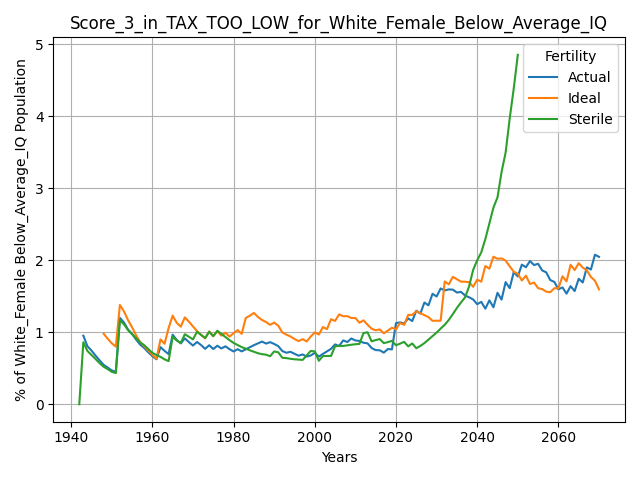 Score_3_in_TAX_TOO_LOW_for_White_Female_Below_Average_IQ
% of White_Female Below_Average_IQ Population
5
4
3
2
1
0
Fertility
Actual
Ideal
Sterile
1940 1960 1980 2000 2020 2040 2060
Years